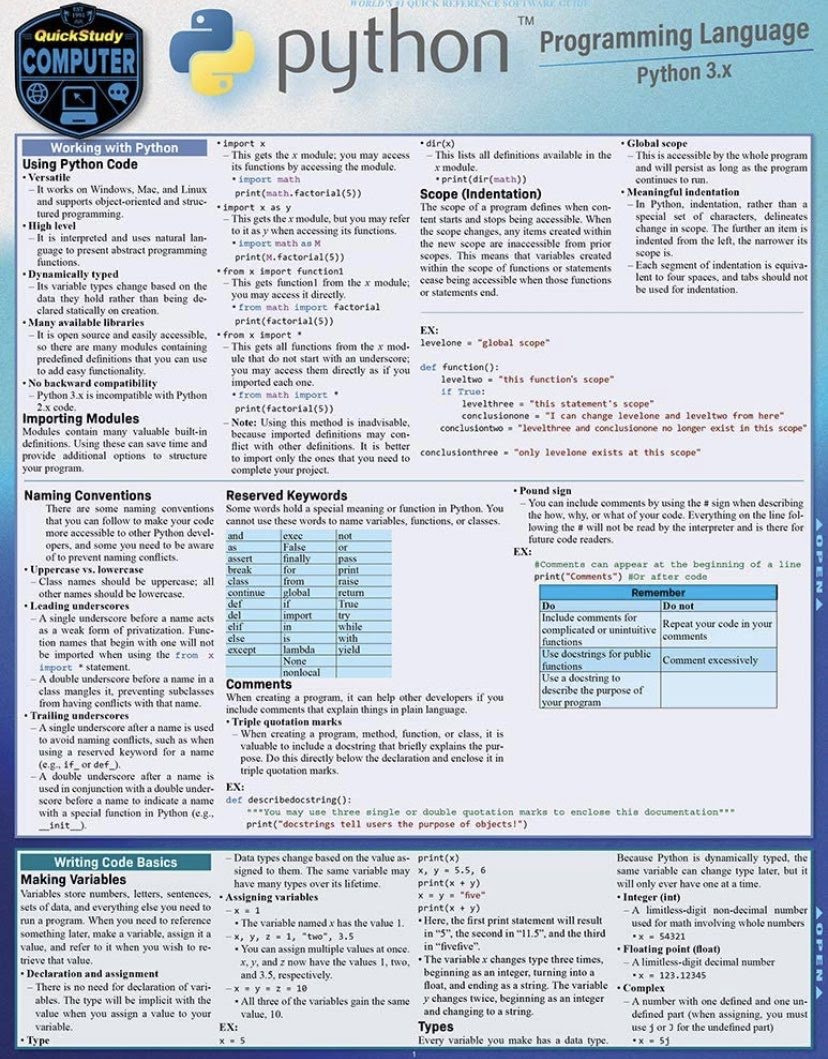 WORLD'S #1 QUICK REFERENCE SOFTWARE GUIDE
EST
1991
QuickStudy
COMPUTER
python™
Programming Language
Python 3.x
Working with Python
Using Python Code
• Versatile
– It works on Windows, Mac, and Linux
and supports object-oriented and struc-
tured programming.
• High level
– It is interpreted and uses natural lan-
guage to present abstract programming
functions.
• Dynamically typed
– Its variable types change based on the
data they hold rather than being de-
clared statically on creation.
• Many available libraries
– It is open source and easily accessible,
so there are many modules containing
predefined definitions that you can use
to add easy functionality.
• No backward compatibility
– Python 3.x is incompatible with Python
2.x code.
Importing Modules
Modules contain many valuable built-in
definitions. Using these can save time and
provide additional options to structure
your program.
• import x
– This gets the x module; you may access
its functions by accessing the module.
• import math
print(math.factorial(5))
• import x as y
– This gets the x module, but you may refer
to it as y when accessing its functions.
• import math as M
print(M.factorial(5))
• from x import function1
– This gets function1 from the x module;
you may access it directly.
• from math import factorial
print(factorial(5))
• from x import *
– This gets all functions from the x mod-
ule that do not start with an underscore;
you may access them directly as if you
imported each one.
• from math import *
print(factorial(5))
– Note: Using this method is inadvisable,
because imported definitions may con-
flict with other definitions. It is better
to import only the ones that you need to
complete your project.
• dir(x)
– This lists all definitions available in the
x module.
• print(dir(math))
Scope (Indentation)
The scope of a program defines when con-
tent starts and stops being accessible. When
the scope changes, any items created within
the new scope are inaccessible from prior
scopes. This means that variables created
within the scope of functions or statements
cease being accessible when those functions
or statements end.
• Global scope
– This is accessible by the whole program
and will persist as long as the program
continues to run.
• Meaningful indentation
– In Python, indentation, rather than a
special set of characters, delineates
change in scope. The further an item is
indented from the left, the narrower its
scope is.
– Each segment of indentation is equiva-
lent to four spaces, and tabs should not
be used for indentation.
EX:
levelone = "global scope"
def function():
leveltwo = "this function's scope"
if True:
levelthree = "this statement's scope"
conclusionone = "I can change levelone and leveltwo from here"
conclusiontwo = "levelthree and conclusionone no longer exist in this scope"
conclusionthree = "only levelone exists at this scope"
Naming Conventions
There are some naming conventions
that you can follow to make your code
more accessible to other Python devel-
opers, and some you need to be aware
of to prevent naming conflicts.
• Uppercase vs. lowercase
– Class names should be uppercase; all
other names should be lowercase.
• Leading underscores
– A single underscore before a name acts
as a weak form of privatization. Func-
tion names that begin with one will not
be imported when using the from x
import * statement.
– A double underscore before a name in a
class mangles it, preventing subclasses
from having conflicts with that name.
• Trailing underscores
– A single underscore after a name is used
to avoid naming conflicts, such as when
using a reserved keyword for a name
(e.g., if_ or def_).
– A double underscore after a name is
used in conjunction with a double under-
score before a name to indicate a name
with a special function in Python (e.g.,
__init__).
Reserved Keywords
Some words hold a special meaning or function in Python. You
cannot use these words to name variables, functions, or classes.
and exec not
as False or
assert finally pass
break for print
class from raise
continue global return
def if True
del import try
elif in while
else is with
except lambda yield
None
nonlocal
Comments
When creating a program, it can help other developers if you
include comments that explain things in plain language.
• Triple quotation marks
– When creating a program, method, function, or class, it is
valuable to include a docstring that briefly explains the pur-
pose. Do this directly below the declaration and enclose it in
triple quotation marks.
EX:
def describedocstring():
"""You may use three single or double quotation marks to enclose this documentation"""
print("docstrings tell users the purpose of objects!")
• Pound sign
– You can include comments by using the # sign when describing
the how, why, or what of your code. Everything on the line fol-
lowing the # will not be read by the interpreter and is there for
future code readers.
EX:
#Comments can appear at the beginning of a line
print("Comments") #Or after code
Remember
Do Do not
Include comments for
complicated or unintuitive
functions
Repeat your code in your
comments
Use docstrings for public
functions
Comment excessively
Use a docstring to
describe the purpose of
your program
OPEN
Writing Code Basics
Making Variables
Variables store numbers, letters, sentences,
sets of data, and everything else you need to
run a program. When you need to reference
something later, make a variable, assign it a
value, and refer to it when you wish to re-
trieve that value.
• Declaration and assignment
– There is no need for declaration of vari-
ables. The type will be implicit with the
value when you assign a value to your
variable.
• Type
– Data types change based on the value as-
signed to them. The same variable may
have many types over its lifetime.
• Assigning variables
– x = 1
• The variable named x has the value 1.
– x, y, z = 1, "two", 3.5
• You can assign multiple values at once.
x, y, and z now have the values 1, two,
and 3.5, respectively.
– x = y = z = 10
• All three of the variables gain the same
value, 10.
EX:
x = 5
print(x)
x, y = 5.5, 6
print(x + y)
x = y = "five"
print(x + y)
• Here, the first print statement will result
in “5”, the second in “11.5”, and the third
in “fivefive”.
• The variable x changes type three times,
beginning as an integer, turning into a
float, and ending as a string. The variable
y changes twice, beginning as an integer
and changing to a string.
Types
Every variable you make has a data type.
Because Python is dynamically typed, the
same variable can change type later, but it
will only ever have one at a time.
• Integer (int)
– A limitless-digit non-decimal number
used for math involving whole numbers
• x = 54321
• Floating point (float)
– A limitless-digit decimal number
• x = 123.12345
• Complex
– A number with one defined and one un-
defined part (when assigning, you must
use j or J for the undefined part)
• x = 5j
OPEN
1